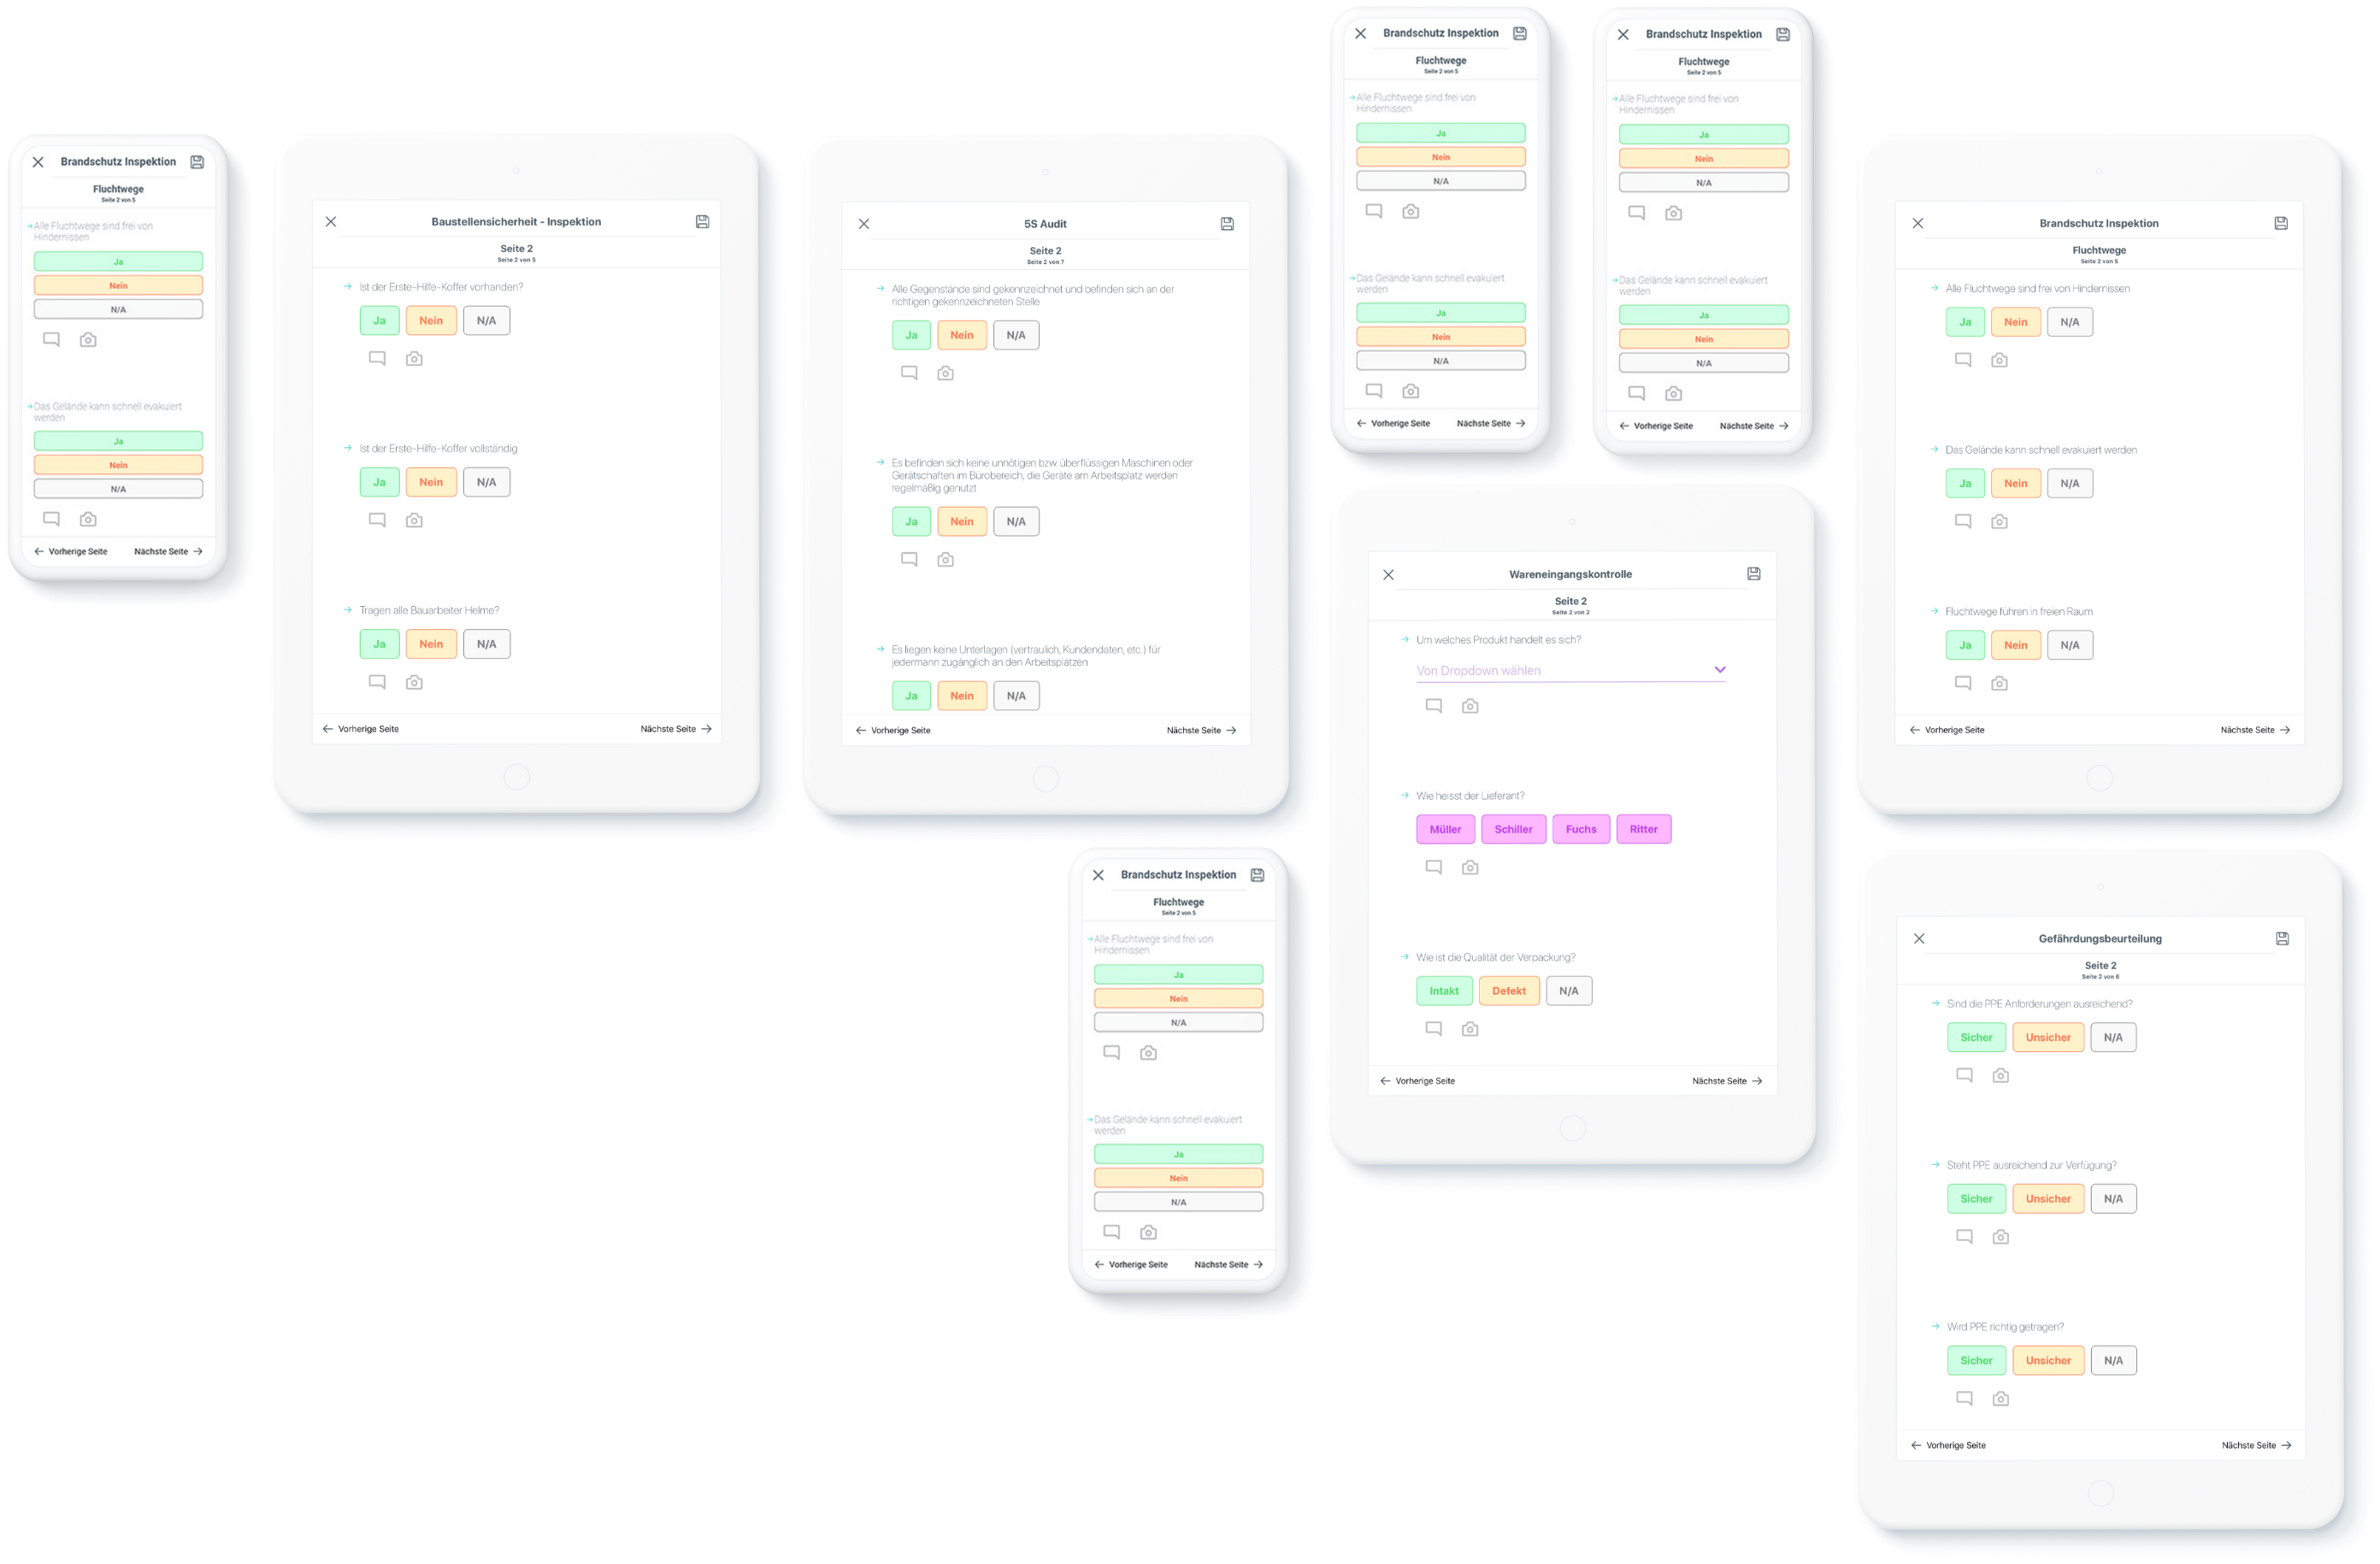 Brandschutz Inspektion
Fluchtwege
Seite 2 von 5
Alle Fluchtwege sind frei von
Hindernissen
Ja
Nein
N/A
Das Gelände kann schnell evakuiert
werden
Ja
Nein
N/A
Vorherige Seite Nächste Seite
Baustellensicherheit - Inspektion
Seite 2
Seite 2 von 5
Ist der Erste-Hilfe-Koffer vorhanden?
Ja Nein N/A
Ist der Erste-Hilfe-Koffer vollständig
Ja Nein N/A
Tragen alle Bauarbeiter Helme?
Ja Nein N/A
Vorherige Seite Nächste Seite
5S Audit
Seite 2
Seite 2 von 7
Alle Gegenstände sind gekennzeichnet und befinden sich an der
richtigen gekennzeichneten Stelle
Ja Nein N/A
Es befinden sich keine unnötigen bzw. überflüssigen Maschinen oder
Gerätschaften im Bürobereich, die Geräte am Arbeitsplatz werden
regelmäßig genutzt
Ja Nein N/A
Es liegen keine Unterlagen (vertraulich, Kundendaten, etc.) für
jedermann zugänglich an den Arbeitsplätzen
Ja Nein N/A
Vorherige Seite Nächste Seite
Brandschutz Inspektion
Fluchtwege
Seite 2 von 5
Alle Fluchtwege sind frei von
Hindernissen
Ja
Nein
N/A
Das Gelände kann schnell evakuiert
werden
Ja
Nein
N/A
Vorherige Seite Nächste Seite
Brandschutz Inspektion
Fluchtwege
Seite 2 von 5
Alle Fluchtwege sind frei von
Hindernissen
Ja
Nein
N/A
Das Gelände kann schnell evakuiert
werden
Ja
Nein
N/A
Vorherige Seite Nächste Seite
Brandschutz Inspektion
Fluchtwege
Seite 2 von 5
Alle Fluchtwege sind frei von Hindernissen
Ja Nein N/A
Das Gelände kann schnell evakuiert werden
Ja Nein N/A
Fluchtwege führen in freien Raum
Ja Nein N/A
Vorherige Seite Nächste Seite
Wareneingangskontrolle
Seite 2
Seite 2 von 2
Um welches Produkt handelt es sich?
Von Dropdown wählen
Wie heisst der Lieferant?
Müller Schiller Fuchs Ritter
Wie ist die Qualität der Verpackung?
Intakt Defekt N/A
Vorherige Seite Nächste Seite
Brandschutz Inspektion
Fluchtwege
Seite 2 von 5
Alle Fluchtwege sind frei von
Hindernissen
Ja
Nein
N/A
Das Gelände kann schnell evakuiert
werden
Ja
Nein
N/A
Vorherige Seite Nächste Seite
Gefährdungsbeurteilung
Seite 2
Seite 2 von 6
Sind die PPE Anforderungen ausreichend?
Sicher Unsicher N/A
Steht PPE ausreichend zur Verfügung?
Sicher Unsicher N/A
Wird PPE richtig getragen?
Sicher Unsicher N/A
Vorherige Seite Nächste Seite